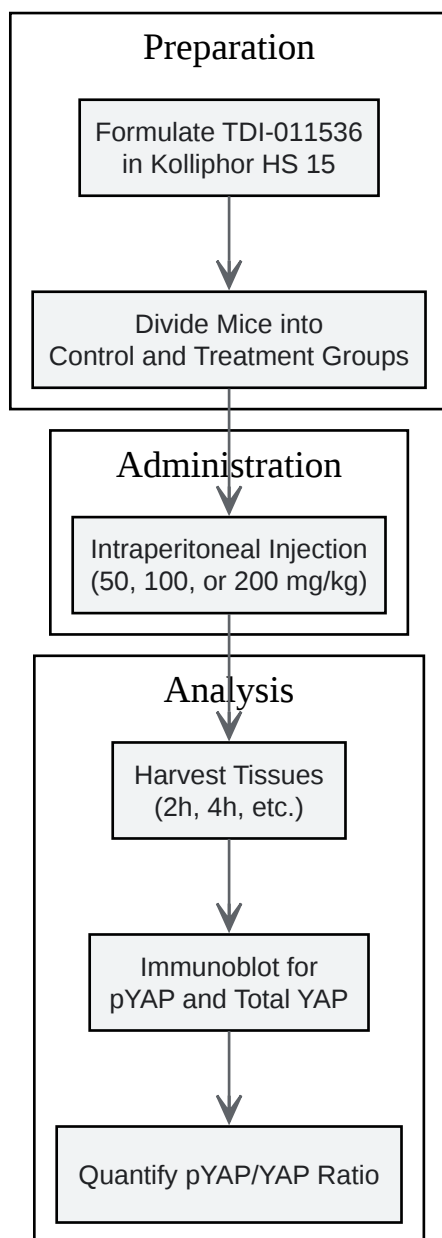 Preparation
Formulate TDI-011536
in Kolliphor HS 15
Divide Mice into
Control and Treatment Groups
Administration
Intraperitoneal Injection
(50, 100, or 200 mg/kg)
Analysis
Harvest Tissues
(2h, 4h, etc.)
Immunoblot for
pYAP and Total YAP
Quantify pYAP/YAP Ratio